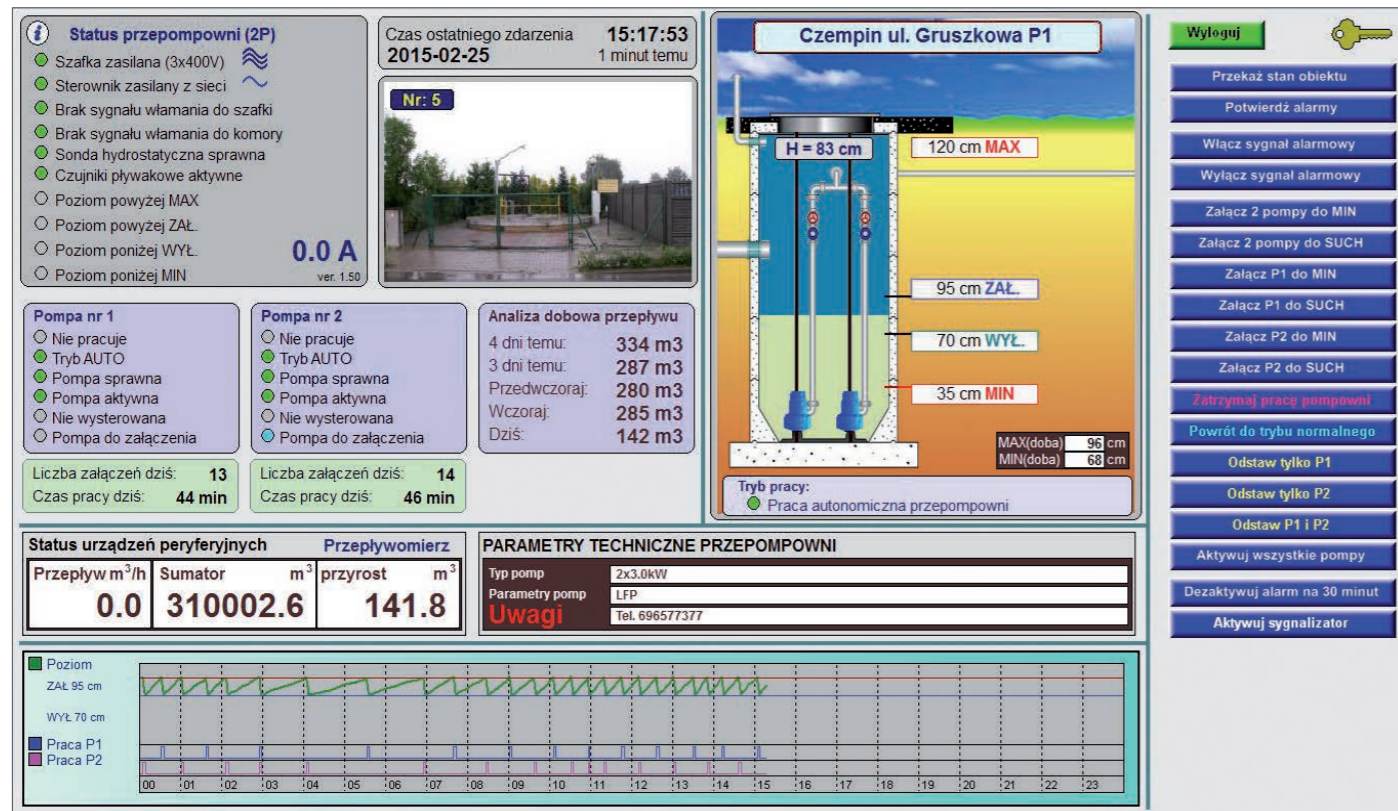 Status przepompowni (2P)
Szafka zasilana (3x400V)
Sterownik zasilany z sieci
Brak sygnału włamania do szafki
Brak sygnału włamania do komory
Sonda hydrostatyczna sprawna
Czujniki pływakowe aktywne
Poziom powyżej MAX
Poziom powyżej ZAŁ.
Poziom poniżej WYŁ.
0.0 A
Poziom poniżej MIN
ver. 1.50
Czas ostatniego zdarzenia 15:17:53
2015-02-25 1 minut temu
Nr: 5
Pompa nr 1
Nie pracuje
Tryb AUTO
Pompa sprawna
Pompa aktywna
Nie wysterowana
Pompa do załączenia
Liczba załączeń dziś: 13
Czas pracy dziś: 44 min
Pompa nr 2
Nie pracuje
Tryb AUTO
Pompa sprawna
Pompa aktywna
Nie wysterowana
Pompa do załączenia
Liczba załączeń dziś: 14
Czas pracy dziś: 46 min
Analiza dobowa przepływu
4 dni temu: 334 m3
3 dni temu: 287 m3
Przedwczoraj: 280 m3
Wczoraj: 285 m3
Dziś: 142 m3
Czempin ul. Gruszkowa P1
H = 83 cm
120 cm MAX
95 cm ZAŁ.
70 cm WYŁ.
35 cm MIN
MAX(doba) 96 cm
MIN(doba) 68 cm
Tryb pracy:
Praca autonomiczna przepompowni
Wyloguj
Przekaż stan obiektu
Potwierdź alarmy
Włącz sygnał alarmowy
Wyłącz sygnał alarmowy
Załącz 2 pompy do MIN
Załącz 2 pompy do SUCH
Załącz P1 do MIN
Załącz P1 do SUCH
Załącz P2 do MIN
Załącz P2 do SUCH
Zatrzymaj pracę pompowni
Powrót do trybu normalnego
Odstaw tylko P1
Odstaw tylko P2
Odstaw P1 i P2
Aktywuj wszystkie pompy
Dezaktywuj alarm na 30 minut
Aktywuj sygnalizator
Status urządzeń peryferyjnych Przepływomierz
Przepływ m³/h Sumator m³ przyrost m³
0.0 310002.6 141.8
PARAMETRY TECHNICZNE PRZEPOMPOWNI
Typ pomp 2x3.0kW
Parametry pomp LFP
Uwagi Tel. 696577377
Poziom
ZAŁ 95 cm
WYŁ 70 cm
Praca P1
Praca P2
00 01 02 03 04 05 06 07 08 09 10 11 12 13 14 15 16 17 18 19 20 21 22 23